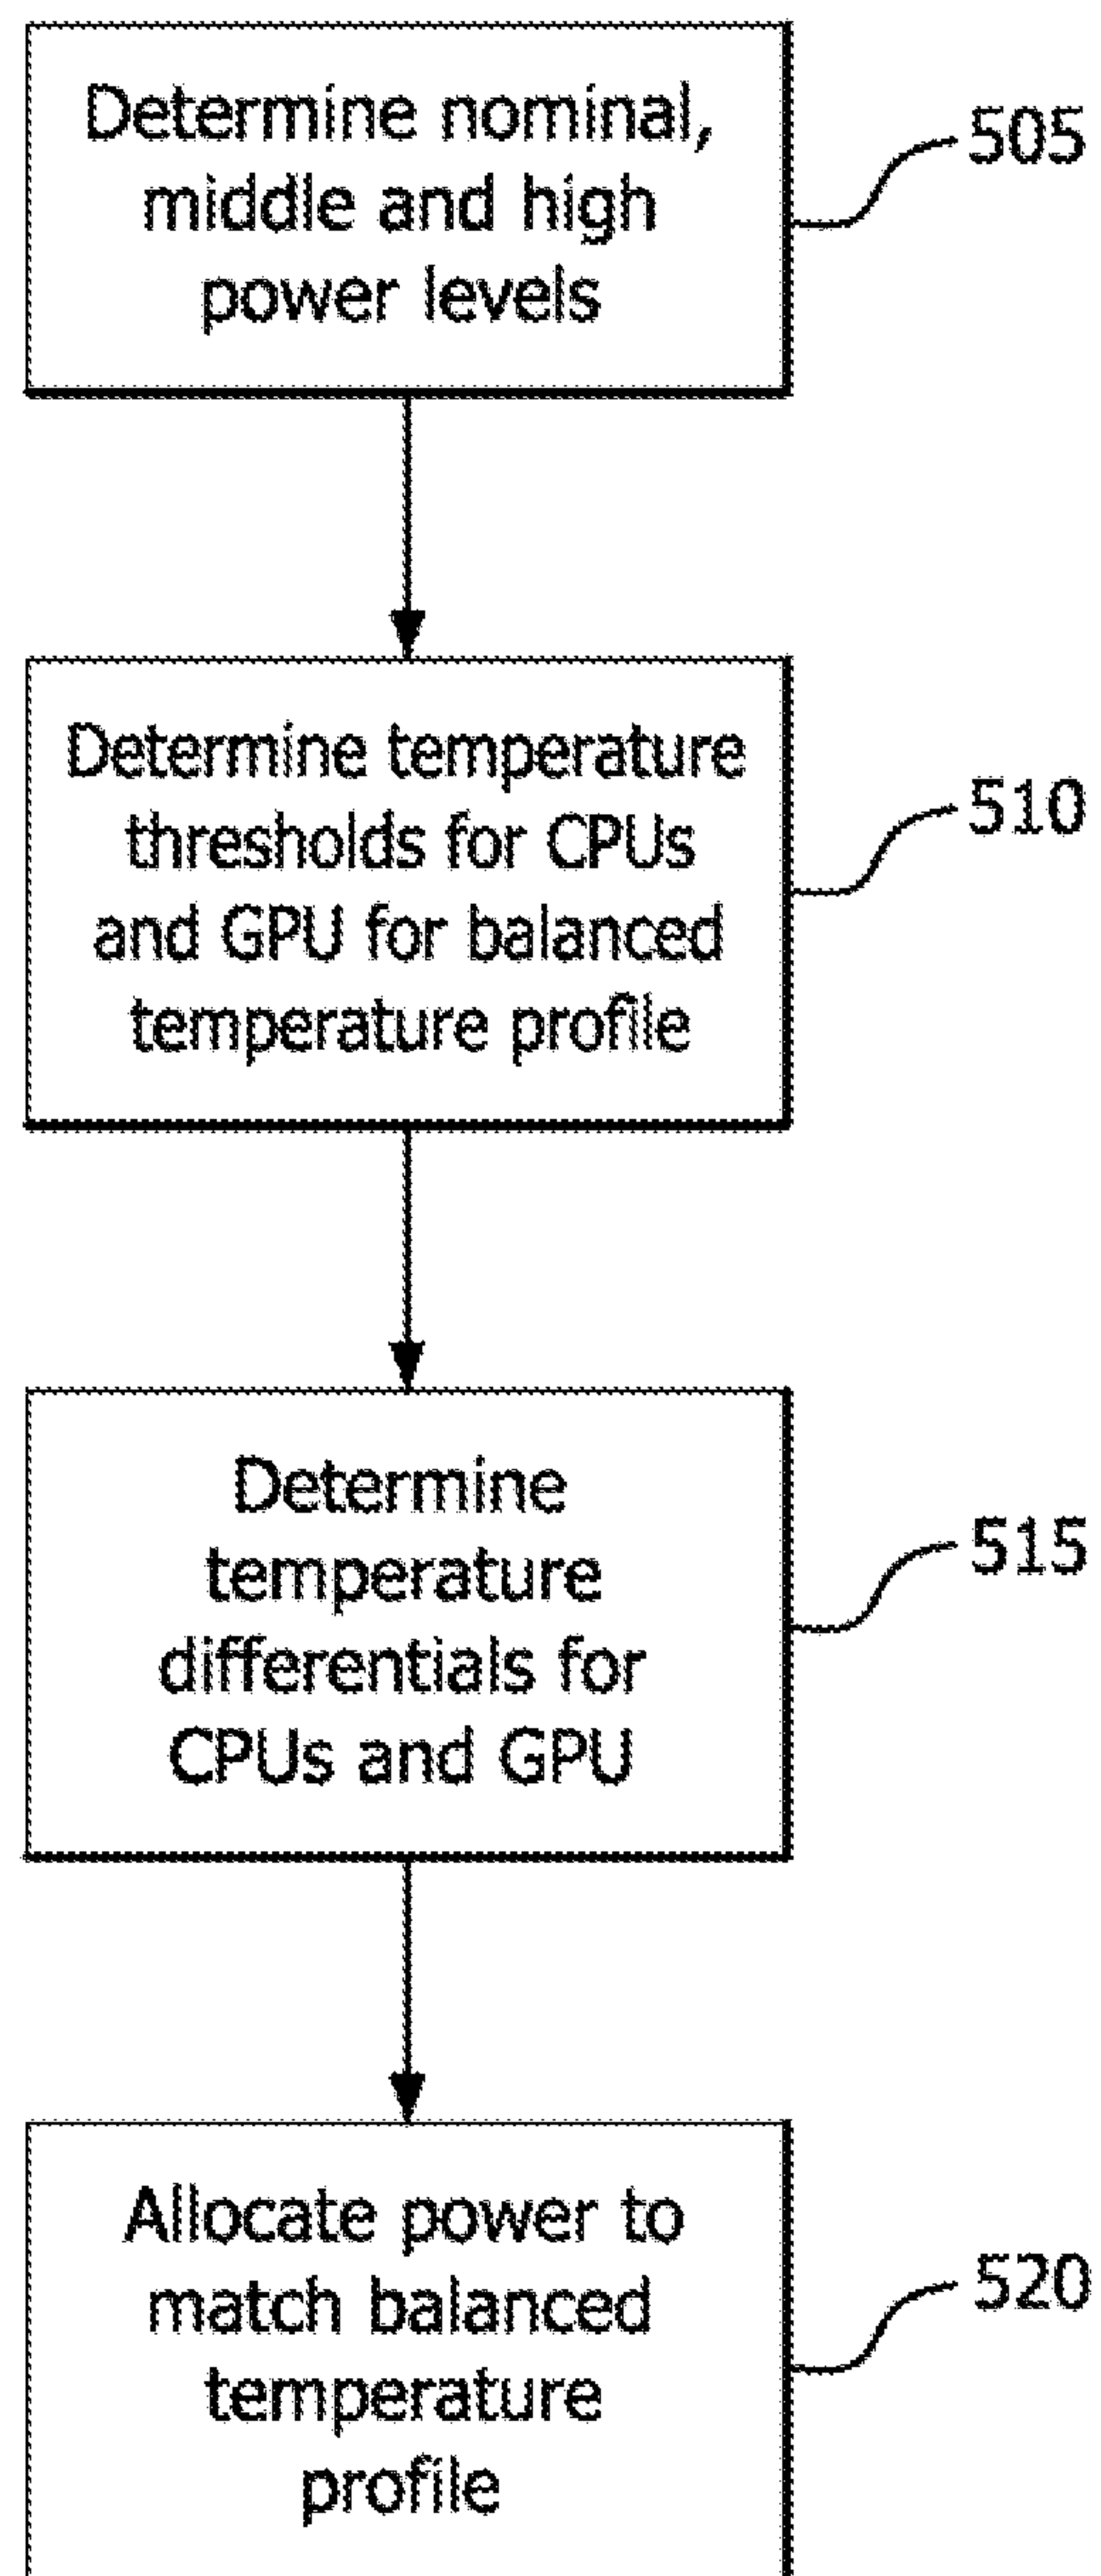 Determine nominal,
middle and high
power levels
505
Determine temperature
thresholds for CPUs
and GPU for balanced
temperature profile
510
Determine
temperature
differentials for
CPUs and GPU
515
Allocate power to
match balanced
temperature
profile
520